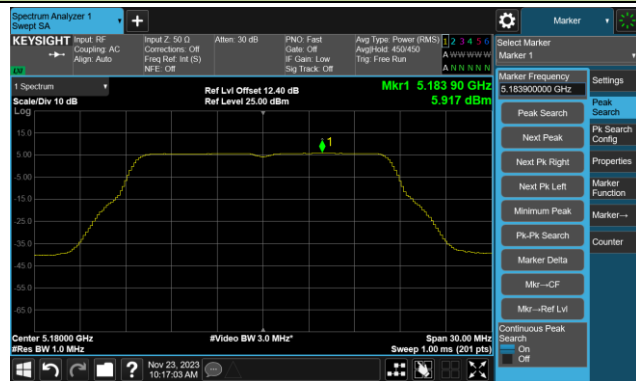 Spectrum Analyzer 1
Swept SA
Marker
KEYSIGHT
Input: RF
Coupling: AC
Align: Auto
Input Z: 50 Ω
Corrections: Off
Freq Ref: Int (S)
NFE: Off
Atten: 30 dB
PNO: Fast
Gate: Off
IF Gain: Low
Sig Track: Off
Avg Type: Power (RMS)
Avg|Hold: 450/450
Trig: Free Run
1 2 3 4 5 6
A W W W W W
A N N N N N
Select Marker
Marker 1
1 Spectrum
Scale/Div 10 dB
Log
Ref Lvl Offset 12.40 dB
Ref Level 25.00 dBm
Mkr1 5.183 90 GHz
5.917 dBm
15.0
5.00
-5.00
-15.0
-25.0
-35.0
-45.0
-55.0
-65.0
1
Center 5.18000 GHz
#Res BW 1.0 MHz
#Video BW 3.0 MHz*
Span 30.00 MHz
Sweep 1.00 ms (201 pts)
Marker Frequency
5.183900000 GHz
Peak Search
Next Peak
Next Pk Right
Next Pk Left
Minimum Peak
Pk-Pk Search
Marker Delta
Mkr→CF
Mkr→Ref Lvl
Continuous Peak
Search
On
Off
Settings
Peak
Search
Pk Search
Config
Properties
Marker
Function
Marker→
Counter
?
Nov 23, 2023
10:17:03 AM